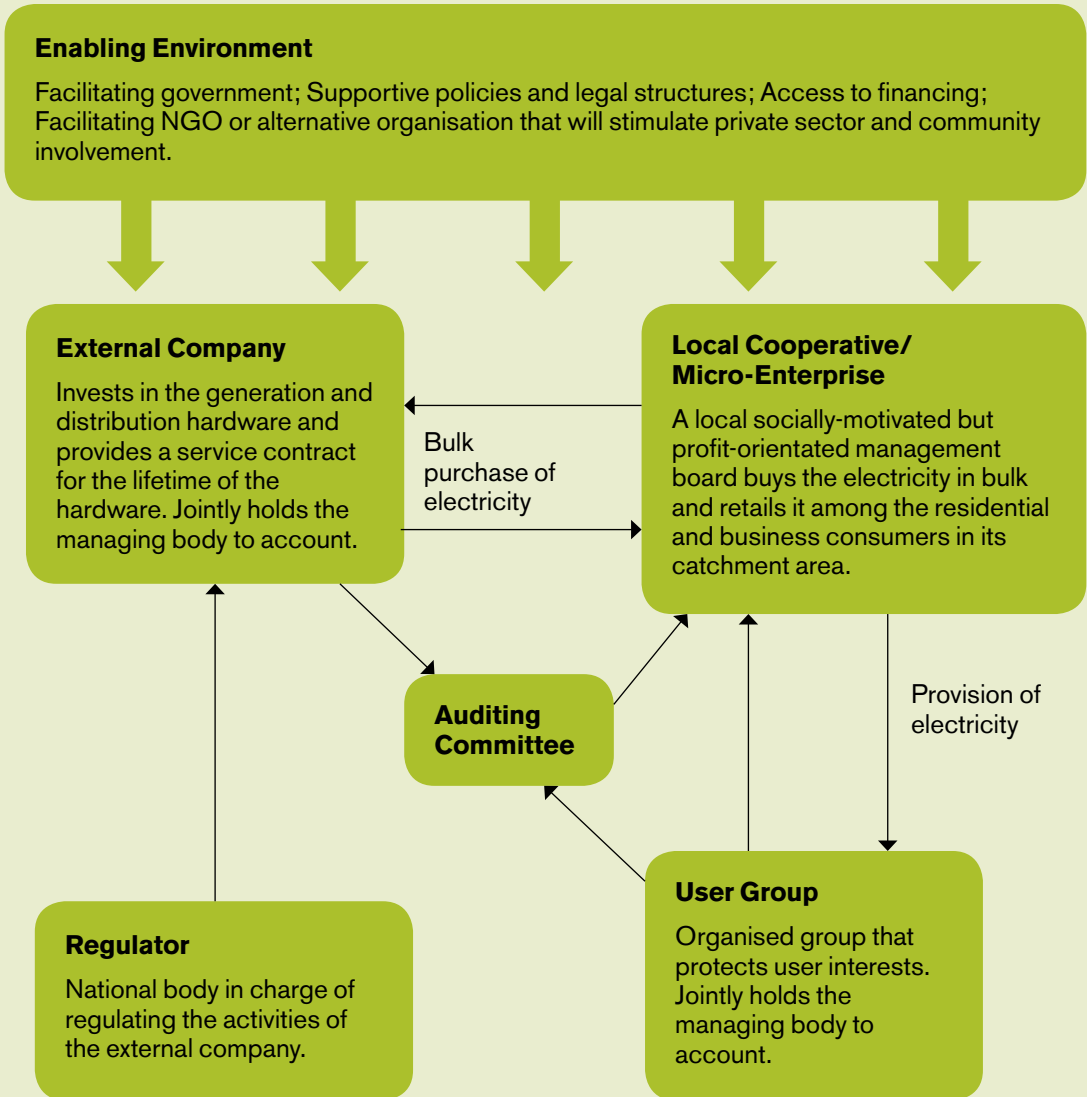 Enabling Environment
Facilitating government; Supportive policies and legal structures; Access to financing;
Facilitating NGO or alternative organisation that will stimulate private sector and community
involvement.
External Company
Invests in the generation and
distribution hardware and
provides a service contract
for the lifetime of the
hardware. Jointly holds the
managing body to account.
Bulk
purchase of
electricity
Local Cooperative/
Micro-Enterprise
A local socially-motivated but
profit-orientated management
board buys the electricity in bulk
and retails it among the residential
and business consumers in its
catchment area.
Auditing
Committee
Provision of
electricity
Regulator
National body in charge of
regulating the activities of
the external company.
User Group
Organised group that
protects user interests.
Jointly holds the
managing body to
account.